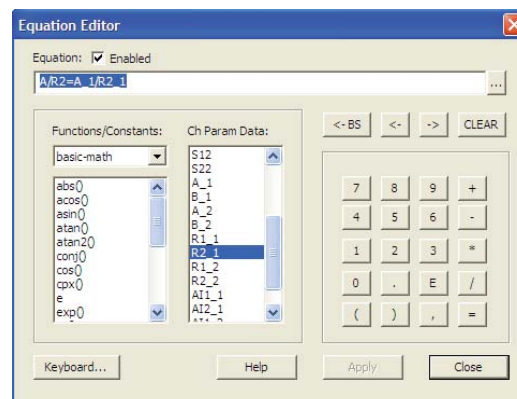 Equation Editor
Equation: Enabled
A/R2=A_1/R2_1
...
Functions/Constants:
basic-math
abs()
acos()
asin()
atan()
atan2()
conj()
cos()
cpx()
e
exp()
Ch Param Data:
S12
S22
A_1
B_1
A_2
B_2
R1_1
R2_1
R1_2
R2_2
AI1_1
AI2_1
AI1_2
<-BS <- -> CLEAR
7 8 9 +
4 5 6 -
1 2 3 *
0 . E /
( ) , =
Keyboard... Help Apply Close